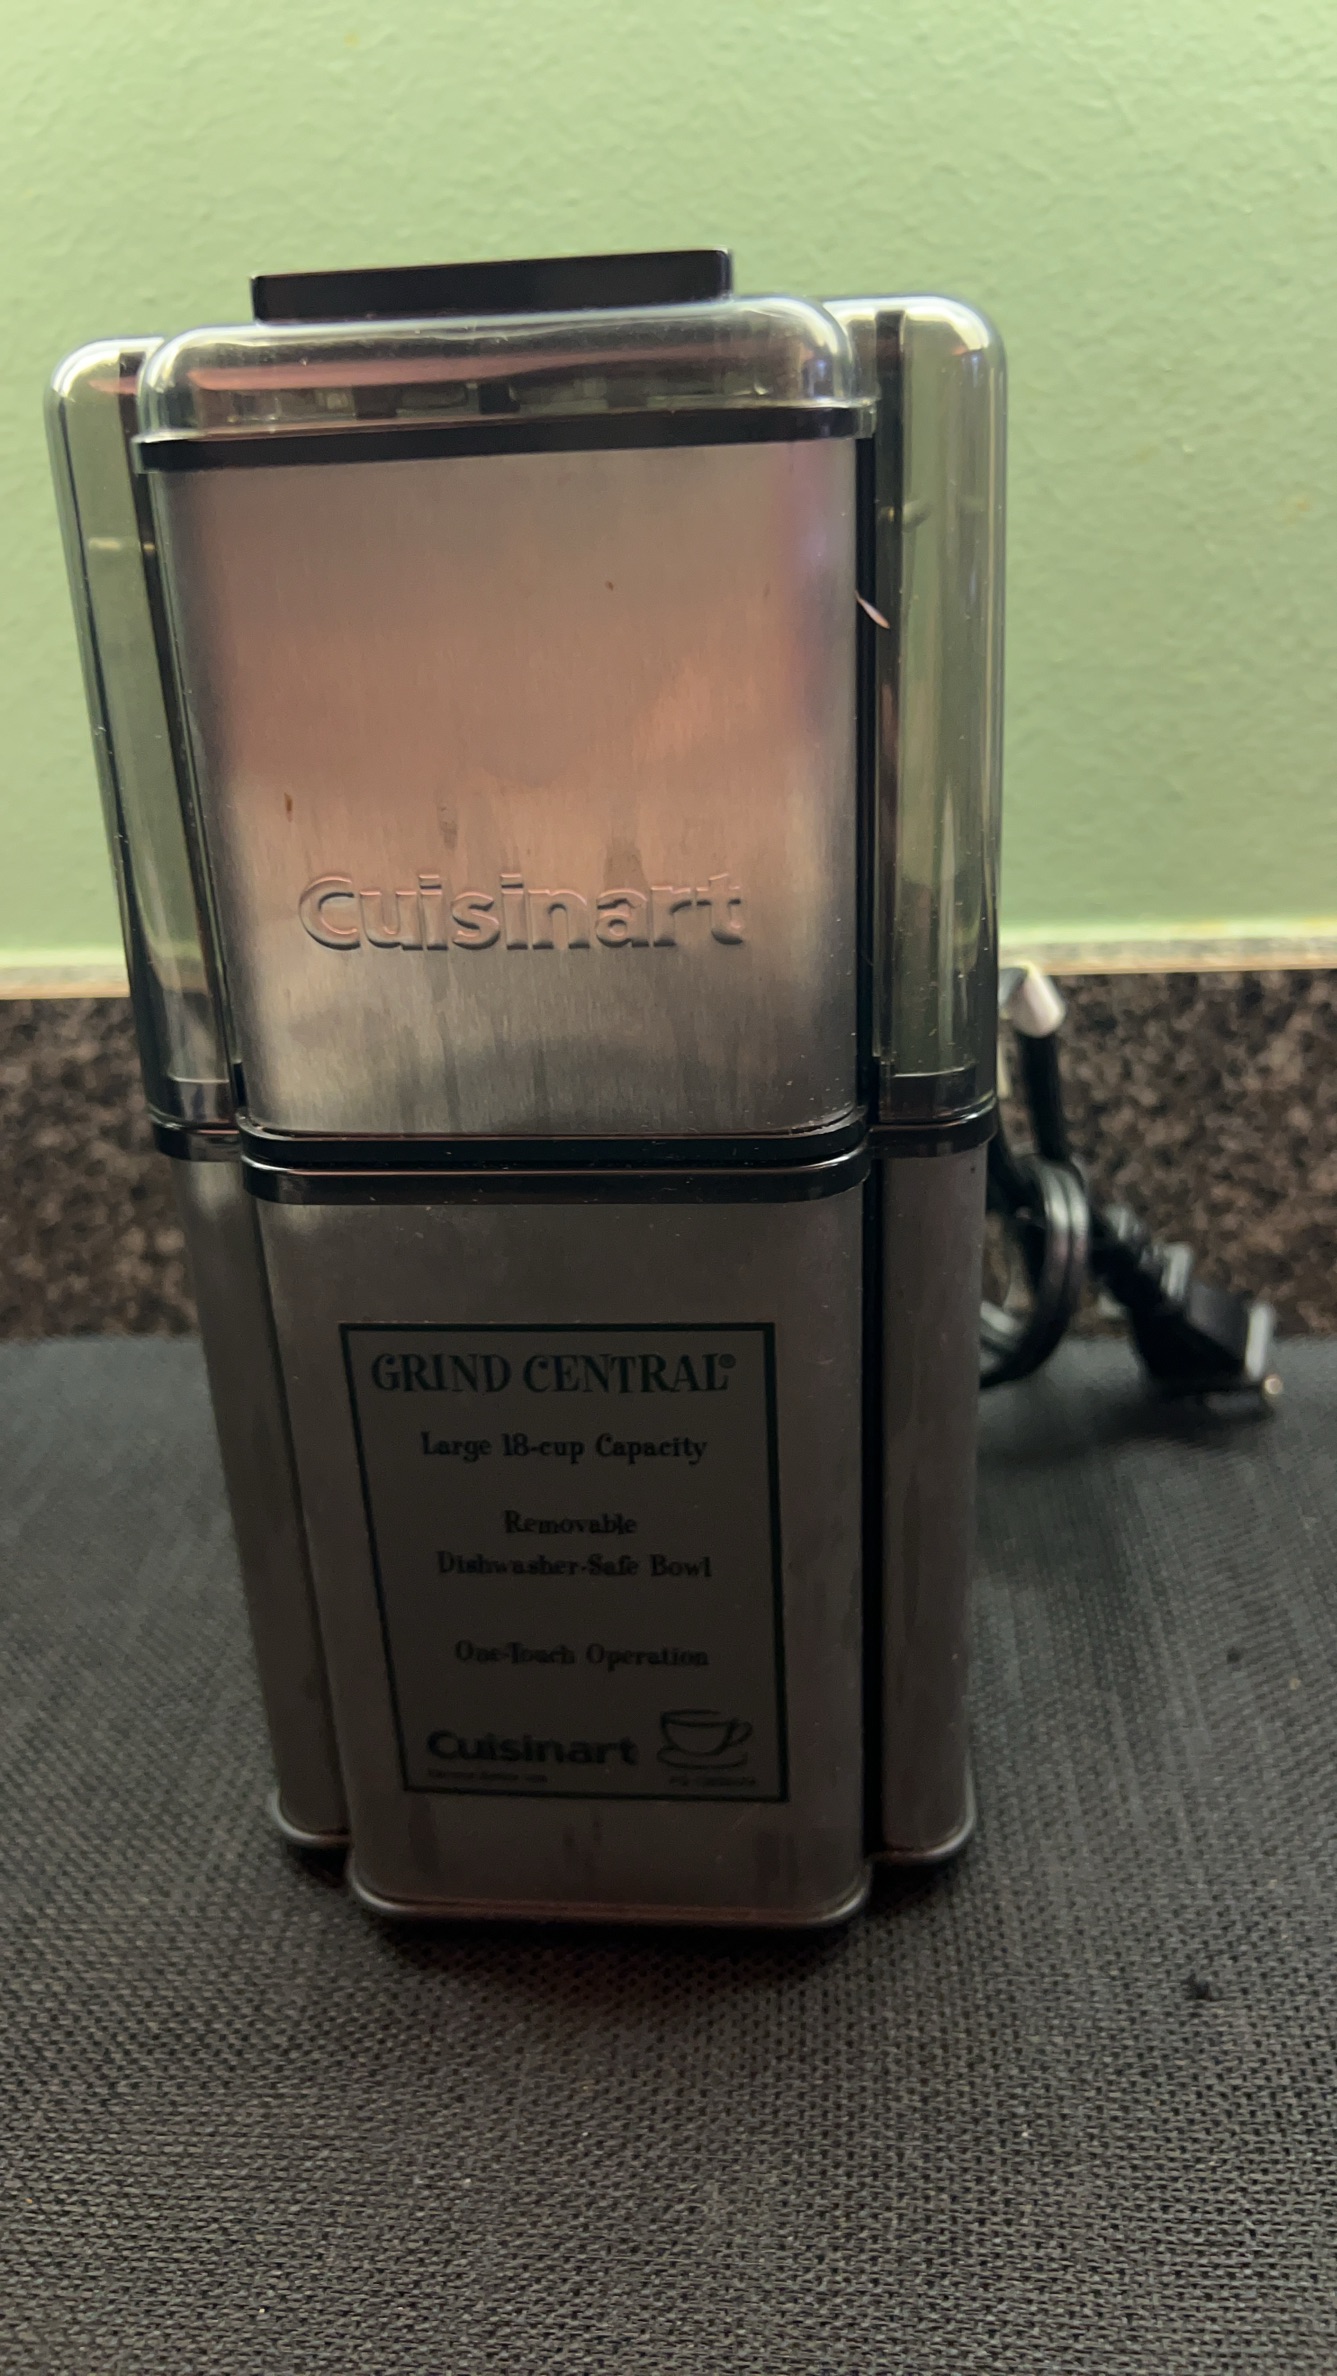 Cuisinart
GRIND CENTRAL®
Large 18-cup Capacity
Removable
Dishwasher-Safe Bowl
One-Touch Operation
Cuisinart